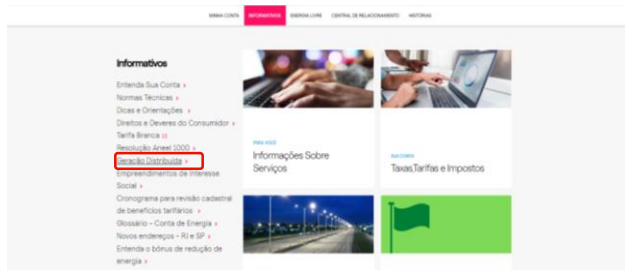 MINHA CONTA INFORMATIVOS ENERGIA LIVRE CENTRAL DE RELACIONAMENTO HISTÓRIAS
Informativos
Entenda Sua Conta ›
Normas Técnicas ›
Dicas e Orientações ›
Direitos e Deveres do Consumidor ›
Tarifa Branca
Resolução Aneel 1000 ›
Geração Distribuída ›
Empreendimentos de Interesse
Social ›
Cronograma para revisão cadastral
de benefícios tarifários ›
Glossário – Conta de Energia ›
Novos endereços – RJ e SP ›
Entenda o bônus de redução de
energia ›
PARA VOCÊ
Informações Sobre
Serviços
SUA CONTA
Taxas,Tarifas e Impostos